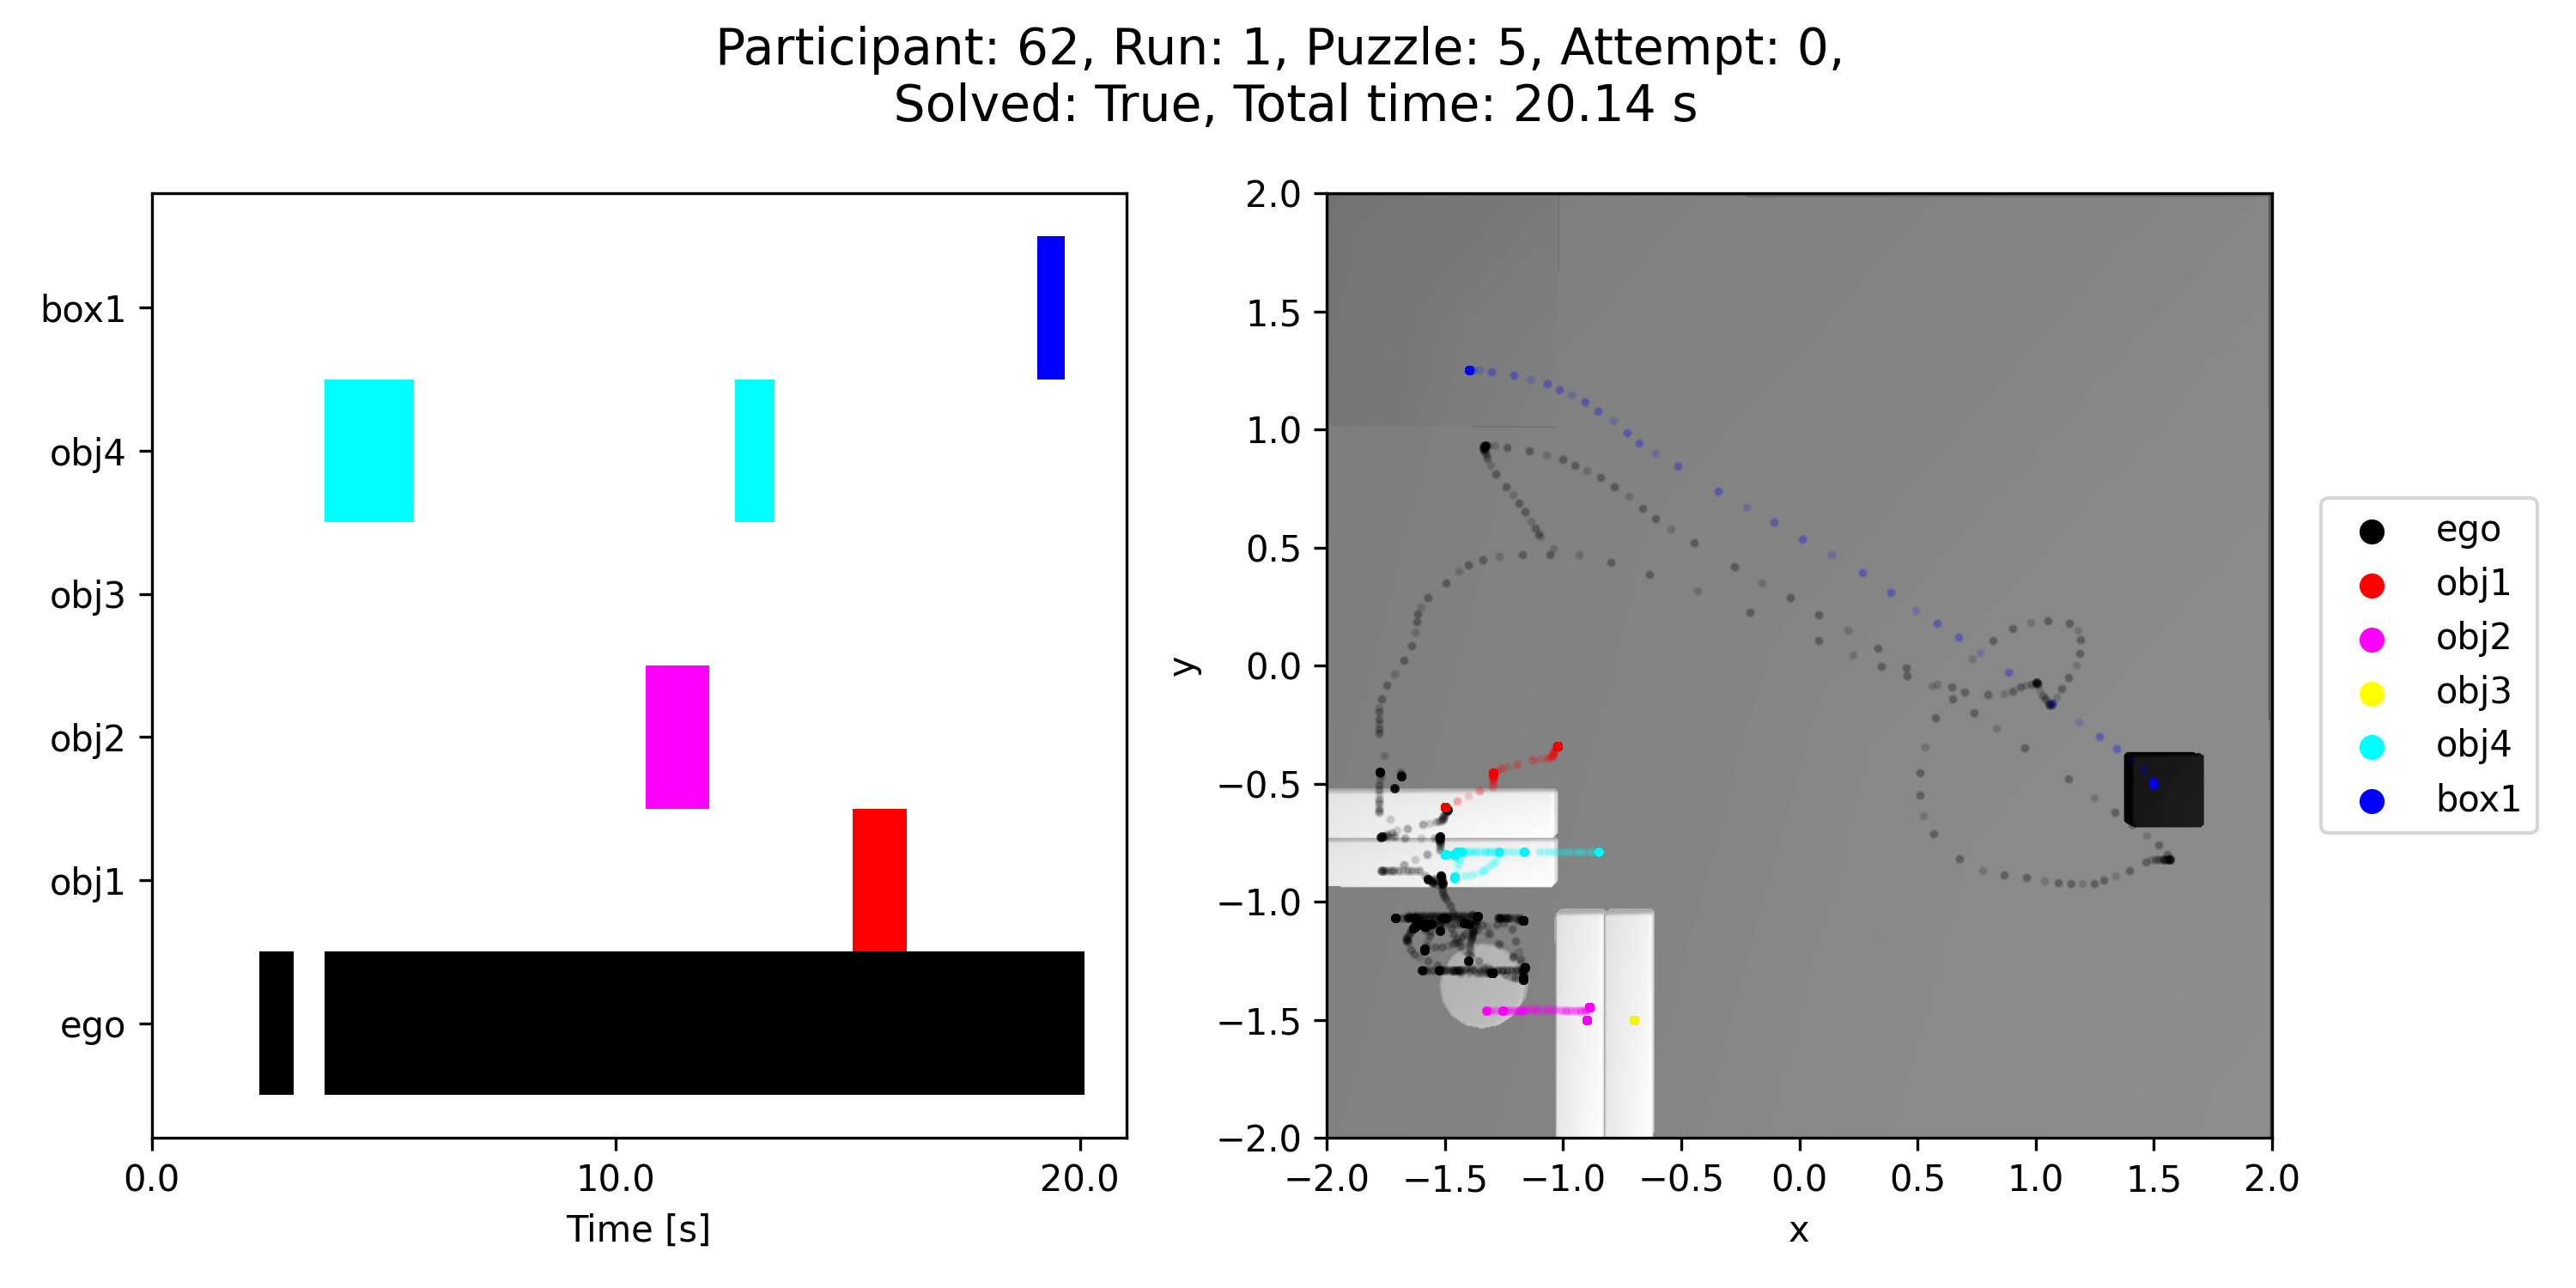 Participant: 62, Run: 1, Puzzle: 5, Attempt: 0,
Solved: True, Total time: 20.14 s
box1
obj4
obj3
obj2
obj1
ego
0.0
10.0
20.0
Time [s]
2.0
1.5
1.0
0.5
0.0
−0.5
−1.0
−1.5
−2.0
y
−2.0
−1.5
−1.0
−0.5
0.0
0.5
1.0
1.5
2.0
x
ego
obj1
obj2
obj3
obj4
box1